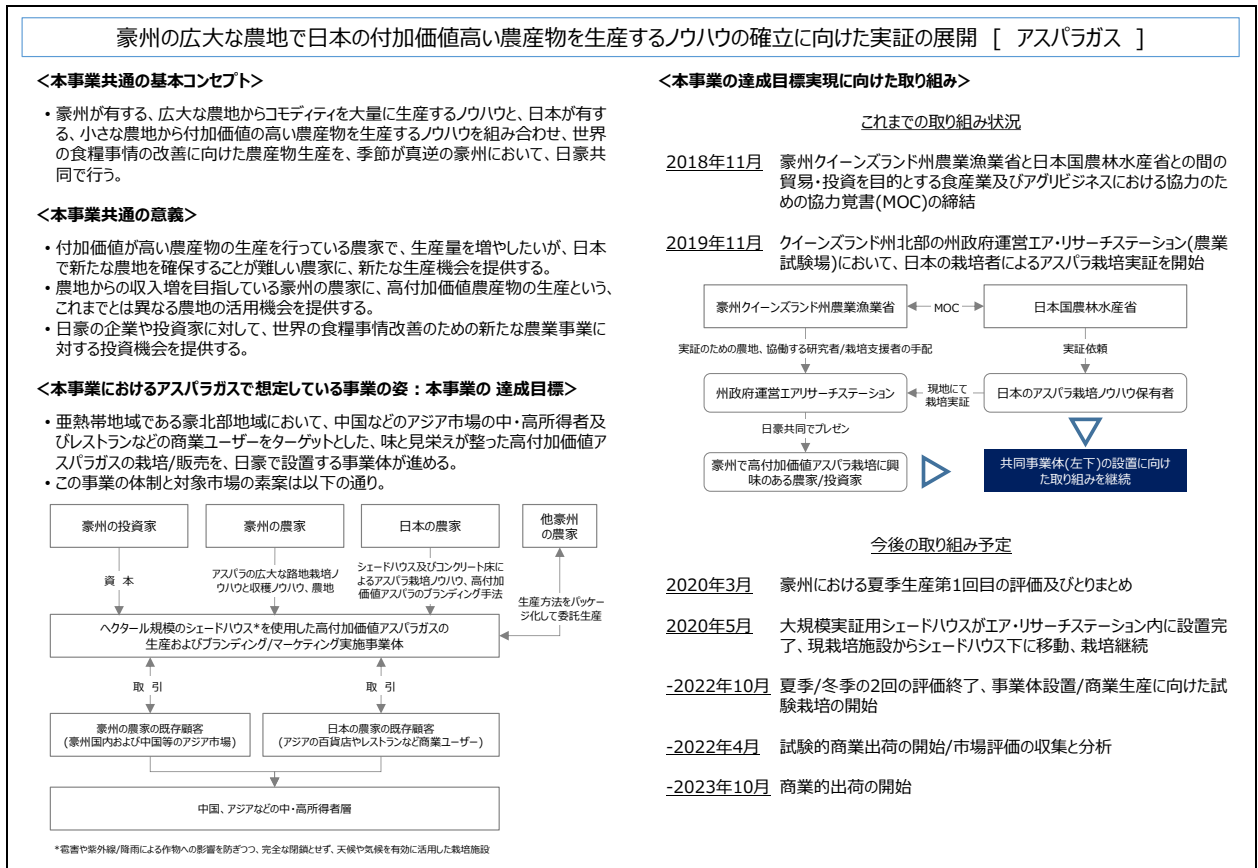 豪州の広大な農地で日本の付加価値高い農産物を生産するノウハウの確立に向けた実証の展開 [ アスパラガス ]
<本事業共通の基本コンセプト>
・豪州が有する、広大な農地からコモディティを大量に生産するノウハウと、日本が有す
る、小さな農地から付加価値の高い農産物を生産するノウハウを組み合わせ、世界
の食糧事情の改善に向けた農産物生産を、季節が真逆の豪州において、日豪共
同で行う。
<本事業共通の意義>
・付加価値が高い農産物の生産を行っている農家で、生産量を増やしたいが、日本
で新たな農地を確保することが難しい農家に、新たな生産機会を提供する。
・農地からの収入増を目指している豪州の農家に、高付加価値農産物の生産という、
これまでとは異なる農地の活用機会を提供する。
・日豪の企業や投資家に対して、世界の食糧事情改善のための新たな農業事業に
対する投資機会を提供する。
<本事業におけるアスパラガスで想定している事業の姿：本事業の 達成目標>
・亜熱帯地域である豪北部地域において、中国などのアジア市場の中・高所得者及
びレストランなどの商業ユーザーをターゲットとした、味と見栄えが整った高付加価値ア
スパラガスの栽培/販売を、日豪で設置する事業体が進める。
・この事業の体制と対象市場の素案は以下の通り。
豪州の投資家
豪州の農家
日本の農家
他豪州
の農家
資 本
アスパラの広大な路地栽培ノ
ウハウと収穫ノウハウ、農地
シェードハウス及びコンクリート床に
よるアスパラ栽培ノウハウ、高付加
価値アスパラのブランディング手法
生産方法をパッケー
ジ化して委託生産
ヘクタール規模のシェードハウス*を使用した高付加価値アスパラガスの
生産およびブランディング/マーケティング実施事業体
取 引
取 引
豪州の農家の既存顧客
(豪州国内および中国等のアジア市場)
日本の農家の既存顧客
(アジアの百貨店やレストランなど商業ユーザー)
中国、アジアなどの中・高所得者層
*雹害や紫外線/降雨による作物への影響を防ぎつつ、完全な閉鎖とせず、天候や気候を有効に活用した栽培施設
<本事業の達成目標実現に向けた取り組み>
これまでの取り組み状況
2018年11月 豪州クイーンズランド州農業漁業省と日本国農林水産省との間の
貿易・投資を目的とする食産業及びアグリビジネスにおける協力のた
めの協力覚書(MOC)の締結
2019年11月 クイーンズランド州北部の州政府運営エア・リサーチステーション(農業
試験場)において、日本の栽培者によるアスパラ栽培実証を開始
豪州クイーンズランド州農業漁業省
MOC
日本国農林水産省
実証のための農地、協働する研究者/栽培支援者の手配
実証依頼
州政府運営エアリサーチステーション
現地にて
栽培実証
日本のアスパラ栽培ノウハウ保有者
日豪共同でプレゼン
豪州で高付加価値アスパラ栽培に興
味のある農家/投資家
共同事業体(左下)の設置に向け
た取り組みを継続
今後の取り組み予定
2020年3月 豪州における夏季生産第1回目の評価及びとりまとめ
2020年5月 大規模実証用シェードハウスがエア・リサーチステーション内に設置完
了、現栽培施設からシェードハウス下に移動、栽培継続
-2022年10月 夏季/冬季の2回の評価終了、事業体設置/商業生産に向けた試
験栽培の開始
-2022年4月 試験的商業出荷の開始/市場評価の収集と分析
-2023年10月 商業的出荷の開始